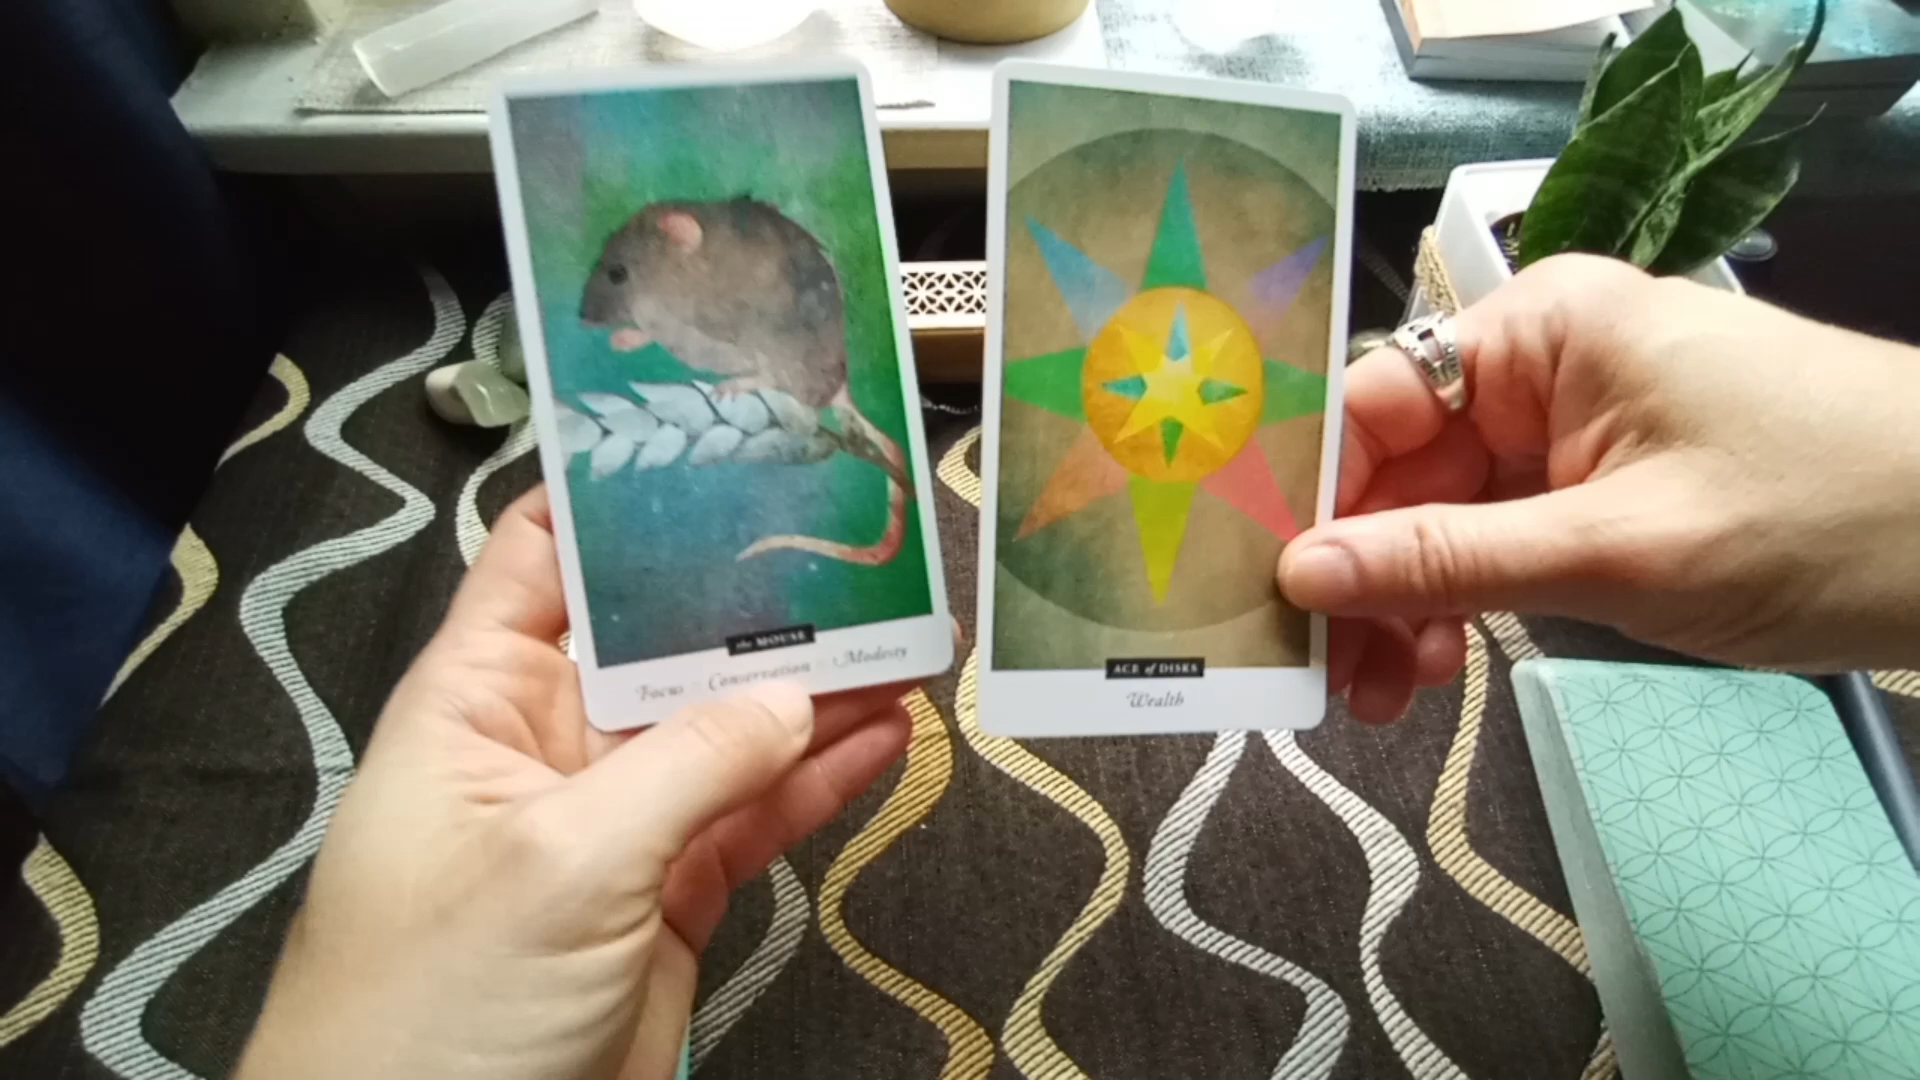 the MOUSE
Focus :: Conservation :: Modesty
ACE of DISKS
Wealth